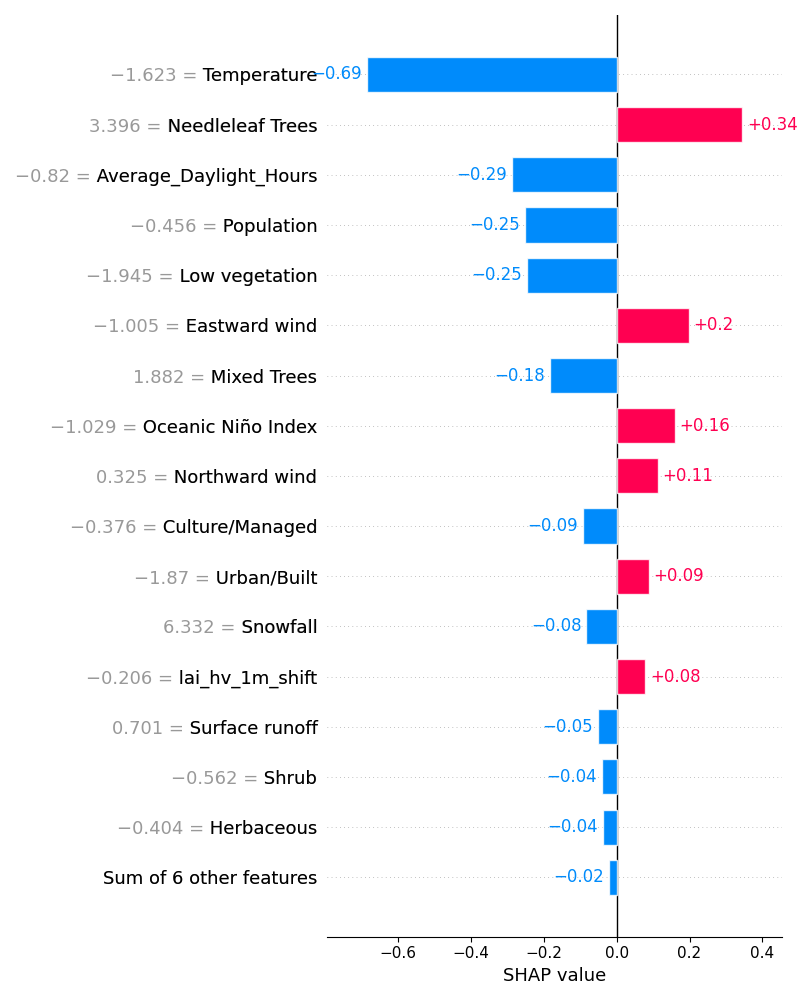 −1.623 = Temperature −0.69
3.396 = Needleleaf Trees +0.34
−0.82 = Average_Daylight_Hours −0.29
−0.456 = Population −0.25
−1.945 = Low vegetation −0.25
−1.005 = Eastward wind +0.2
1.882 = Mixed Trees −0.18
−1.029 = Oceanic Niño Index +0.16
0.325 = Northward wind +0.11
−0.376 = Culture/Managed −0.09
−1.87 = Urban/Built +0.09
6.332 = Snowfall −0.08
−0.206 = lai_hv_1m_shift +0.08
0.701 = Surface runoff −0.05
−0.562 = Shrub −0.04
−0.404 = Herbaceous −0.04
Sum of 6 other features −0.02
−0.6 −0.4 −0.2 0.0 0.2 0.4
SHAP value